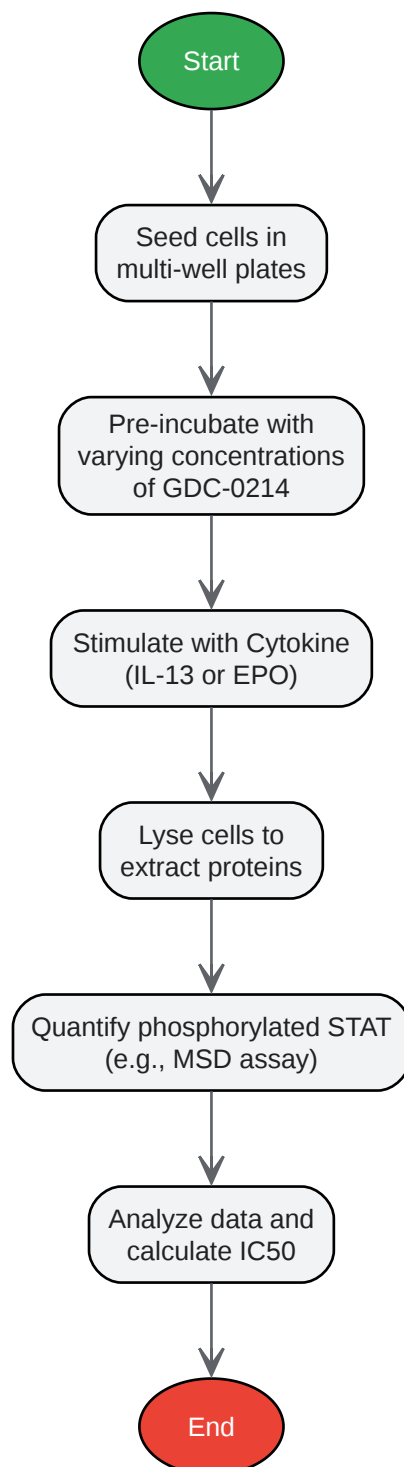 Start
Seed cells in
multi-well plates
Pre-incubate with
varying concentrations
of GDC-0214
Stimulate with Cytokine
(IL-13 or EPO)
Lyse cells to
extract proteins
Quantify phosphorylated STAT
(e.g., MSD assay)
Analyze data and
calculate IC50
End